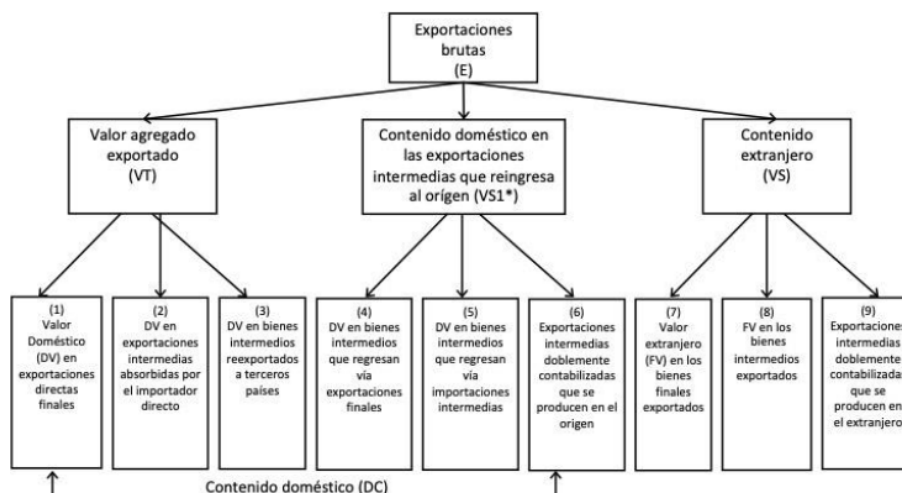 Exportaciones
brutas
(E)
Valor agregado
exportado
(VT)
Contenido doméstico en
las exportaciones
intermedias que reingresa
al orígen (VS1*)
Contenido
extranjero
(VS)
(1)
Valor
Doméstico
(DV) en
exportaciones
directas
finales
(2)
DV en
exportaciones
intermedias
absorbidas por
el importador
directo
(3)
DV en bienes
intermedios
reexportados
a terceros
países
(4)
DV en bienes
intermedios
que regresan
vía
exportaciones
finales
(5)
DV en bienes
intermedios
que regresan
vía
importaciones
intermedias
(6)
Exportaciones
intermedias
doblemente
contabilizadas
que se
producen en el
origen
(7)
Valor
extranjero
(FV) en los
bienes
finales
exportados
(8)
FV en los
bienes
intermedios
exportados
(9)
Exportaciones
intermedias
doblemente
contabilizadas
que se
producen en
el extranjero
Contenido doméstico (DC)